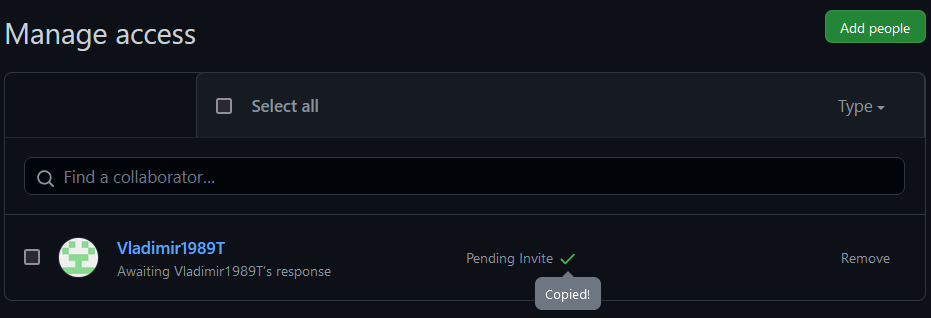 Manage access
Add people
Select all
Type
Find a collaborator...
Vladimir1989T
Awaiting Vladimir1989T's response
Pending Invite
Remove
Copied!